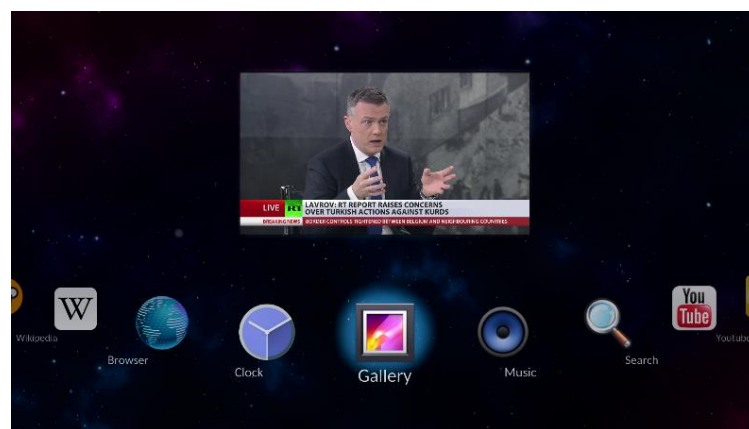 LIVE
RT
LAVROV: RT REPORT RAISES CONCERNS
OVER TURKISH ACTIONS AGAINST KURDS
BREAKING NEWS
BORDER CONTROLS TIGHTENED BETWEEN BELGIUM AND NEIGHBOURING COUNTRIES
W
You
Tube
Wikipedia
Browser
Clock
Gallery
Music
Search
Youtube